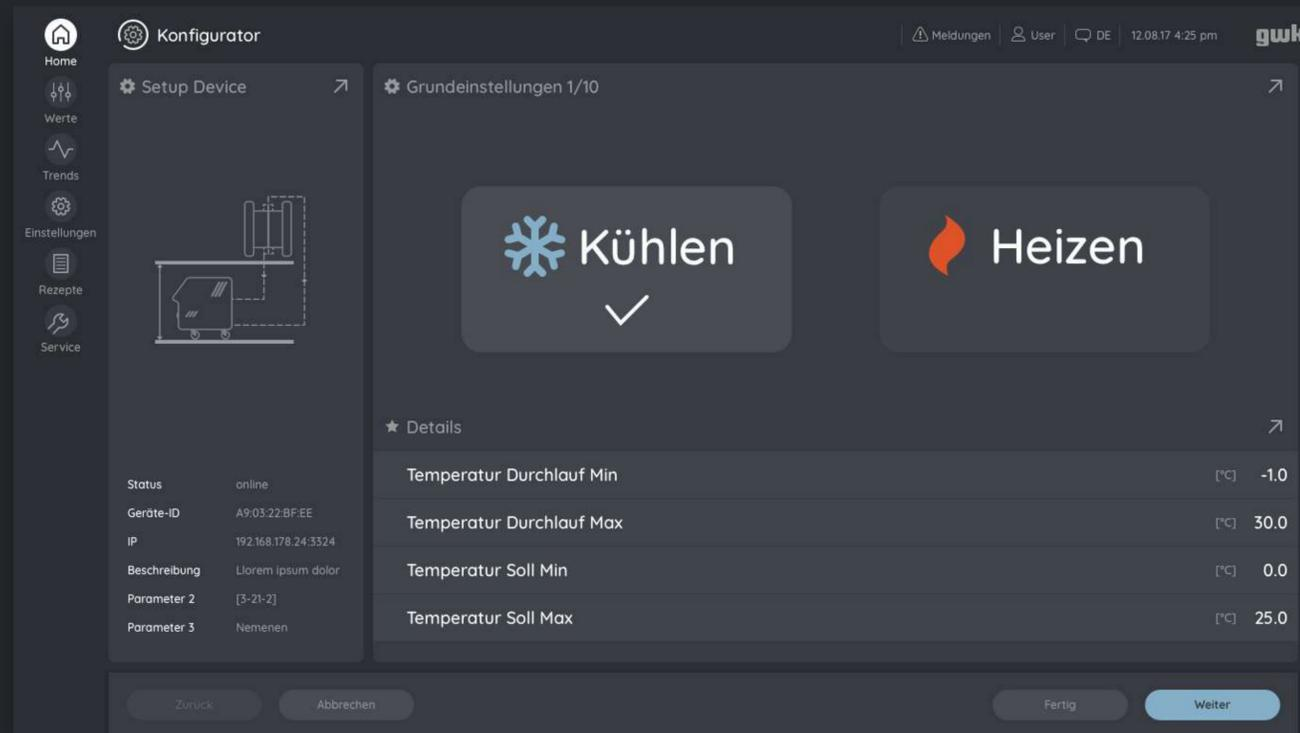 Home
Werte
Trends
Einstellungen
Rezepte
Service
Konfigurator
Meldungen User DE 12.08.17 4:25 pm gwk
Setup Device
Status online
Geräte-ID A9:03:22:BF:EE
IP 192.168.178.24:3324
Beschreibung Llorem ipsum dolor
Parameter 2 [3-21-2]
Parameter 3 Nemenen
Grundeinstellungen 1/10
Kühlen
Heizen
Details
Temperatur Durchlauf Min [°C] -1.0
Temperatur Durchlauf Max [°C] 30.0
Temperatur Soll Min [°C] 0.0
Temperatur Soll Max [°C] 25.0
Zurück Abbrechen Fertig Weiter